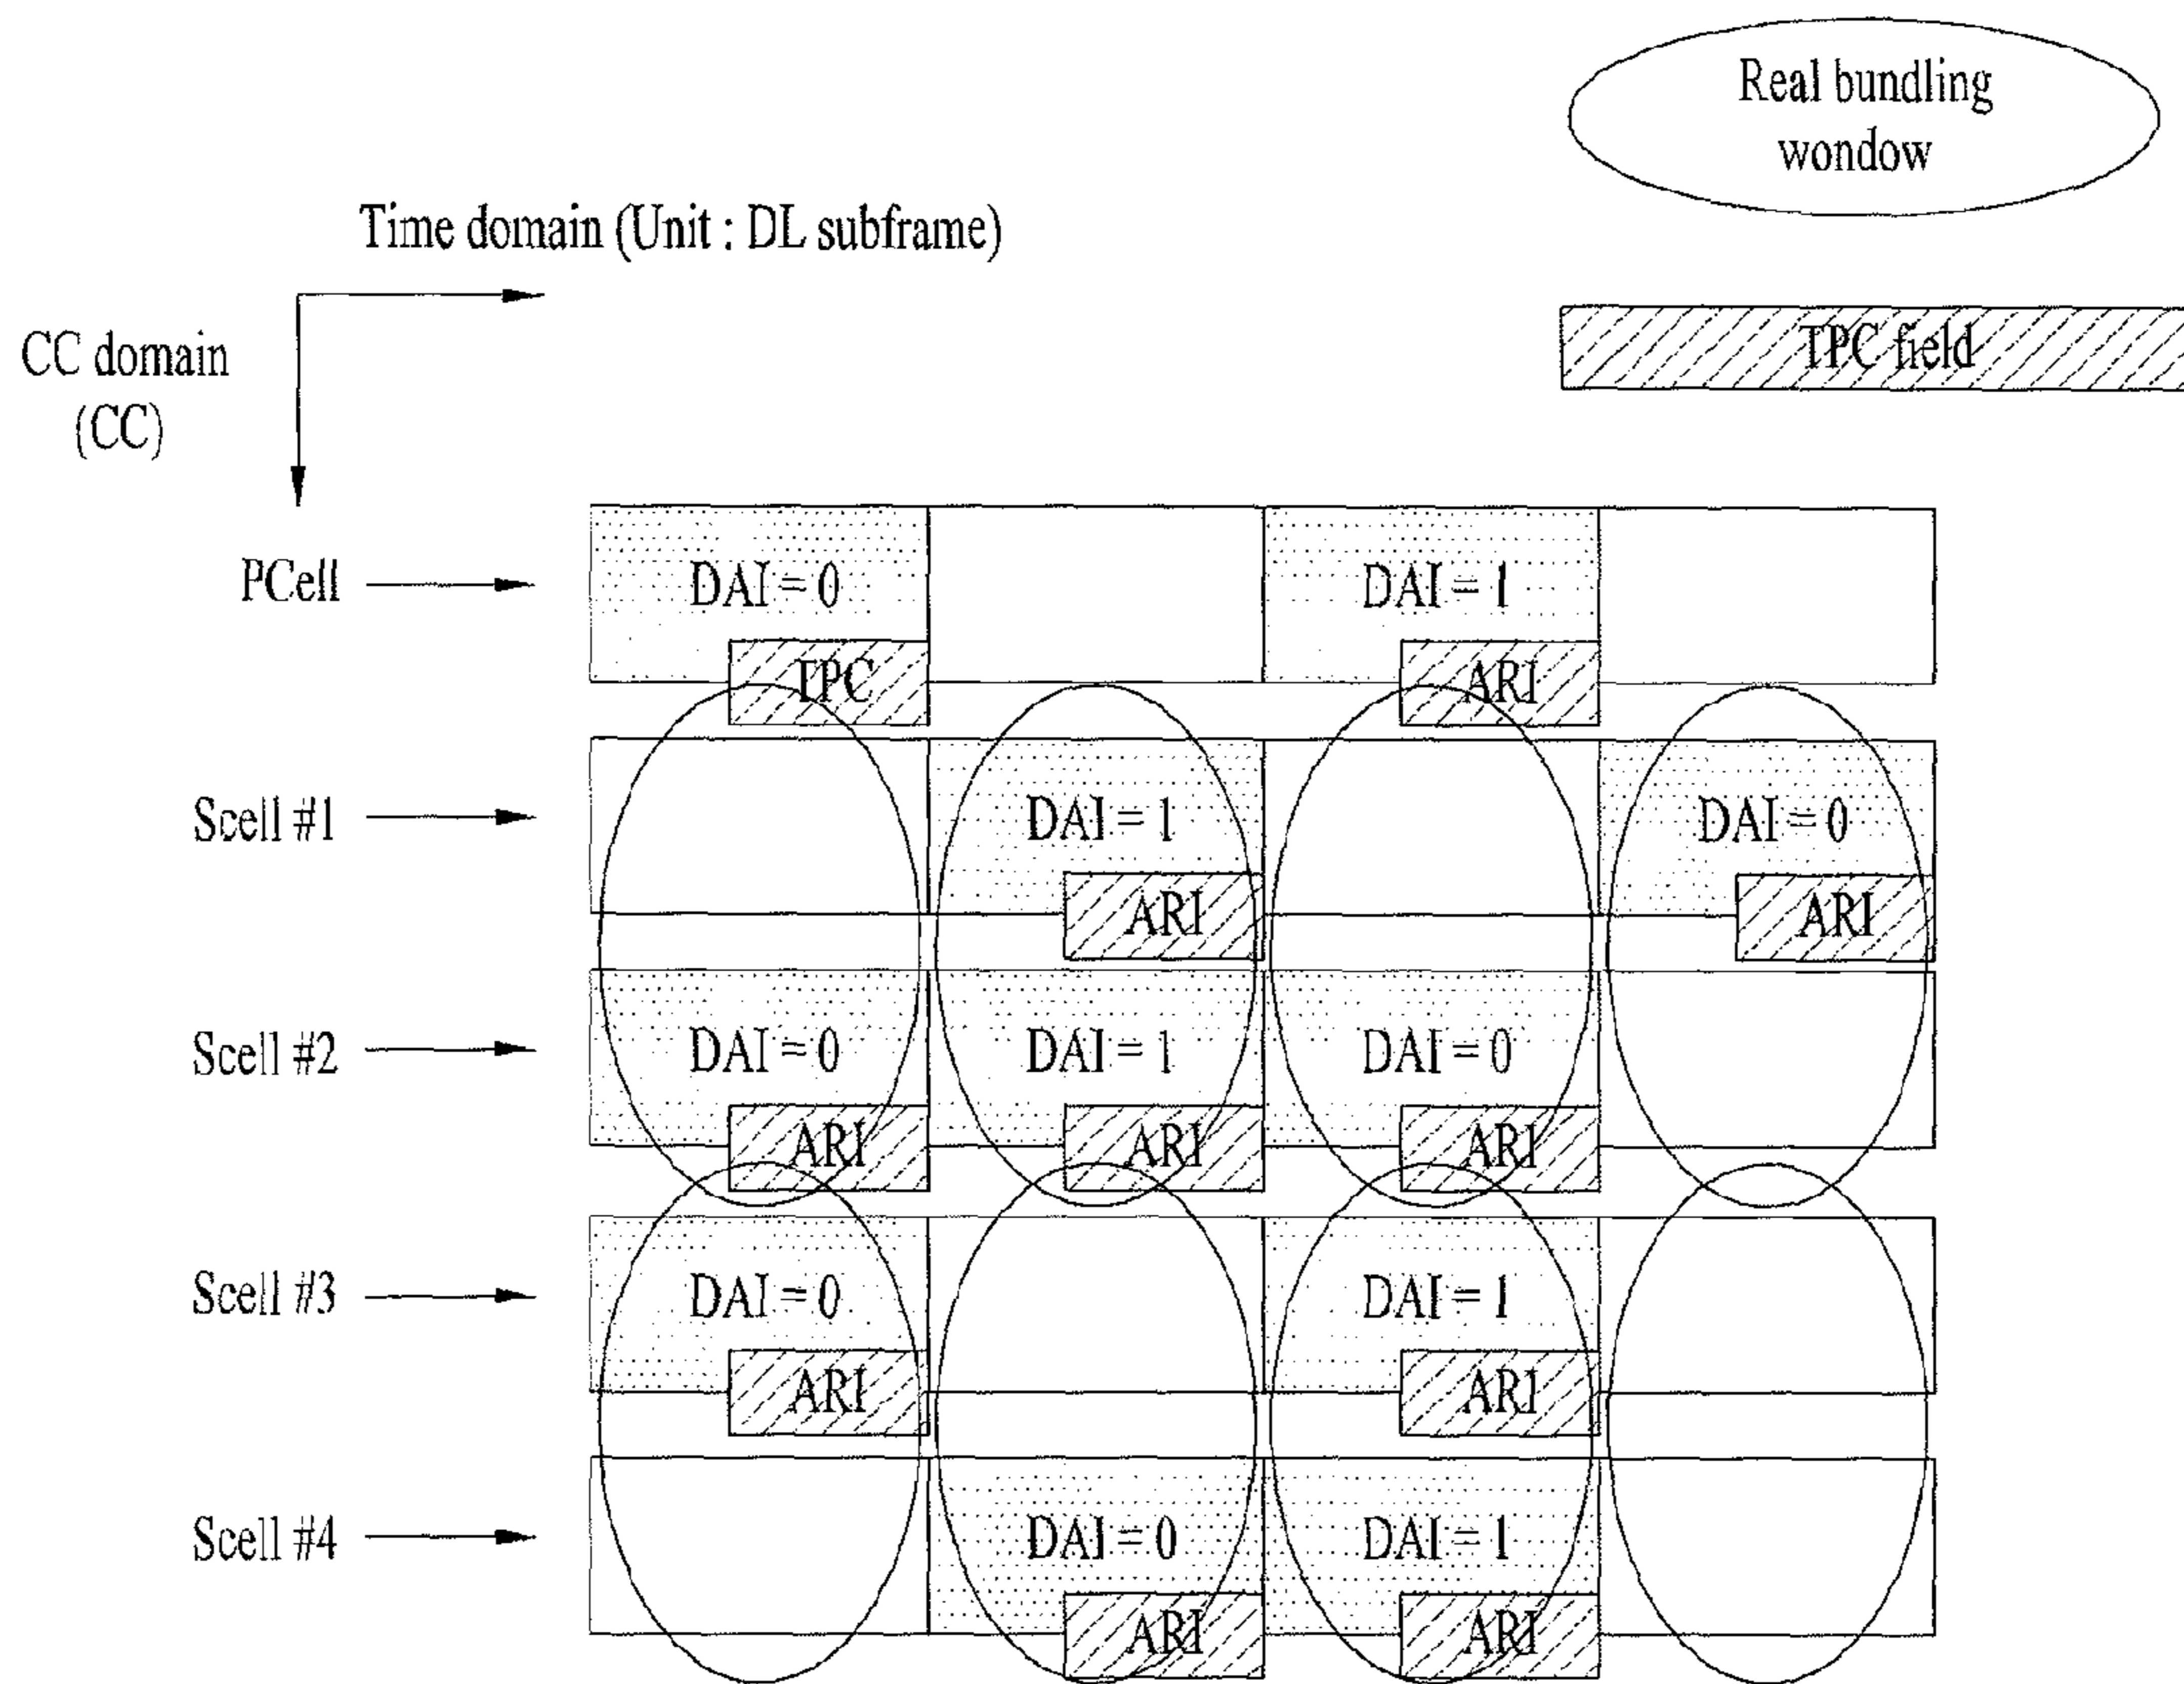 Real bundling
wondow
Time domain (Unit : DL subframe)
TPC field
CC domain
(CC)
PCell
DAI = 0
DAI = 1
TPC
ARI
Scell #1
DAI = 1
DAI = 0
ARI
ARI
Scell #2
DAI = 0
DAI = 1
DAI = 0
ARI
ARI
ARI
Scell #3
DAI = 0
DAI = 1
ARI
ARI
Scell #4
DAI = 0
DAI = 1
ARI
ARI